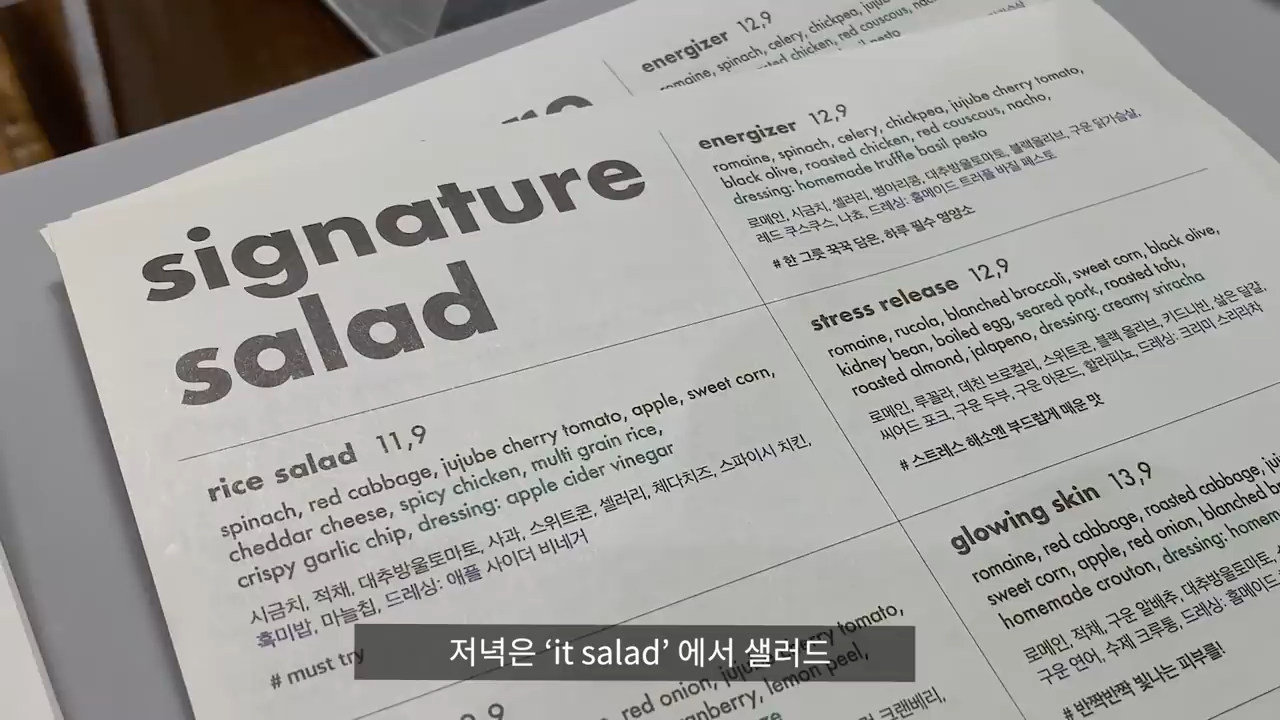 energizer 12,9
romaine, spinach, celery, chickpea,
signature
salad
rice salad 11,9
spinach, red cabbage, jujube cherry tomato, apple, sweet corn,
cheddar cheese, spicy chicken, multi grain rice,
crispy garlic chip, dressing: apple cider vinegar
시금치, 적채, 대추방울토마토, 사과, 스위트콘, 셀러리, 체다치즈, 스파이시 치킨,
흑미밥, 마늘칩, 드레싱: 애플 사이더 비네거
# must try
energizer 12,9
romaine, spinach, celery, chickpea, jujube cherry tomato,
black olive, roasted chicken, red couscous, nacho,
dressing: homemade truffle basil pesto
로메인, 시금치, 셀러리, 병아리콩, 대추방울토마토, 블랙올리브, 구운 닭가슴살,
레드 쿠스쿠스, 나쵸, 드레싱: 홈메이드 트러플 바질 페스토
# 한 그릇 꾹꾹 담은, 하루 필수 영양소
stress release 12,9
romaine, rucola, blanched broccoli, sweet corn, black olive,
kidney bean, boiled egg, seared pork, roasted tofu,
roasted almond, jalapeno, dressing: creamy sriracha
로메인, 루꼴라, 데친 브로컬리, 스위트콘, 블랙 올리브, 키드니빈, 삶은 달걀,
씨어드 포크, 구운 두부, 구운 아몬드, 할라피뇨, 드레싱: 크리미 스리라차
# 스트레스 해소엔 부드럽게 매운 맛
glowing skin 13,9
romaine, red cabbage, roasted cabbage,
sweet corn, apple, red onion, blanched
homemade crouton, dressing:
로메인, 적채, 구운 알배추, 대추방울토마토,
구운 연어, 수제 크루통, 드레싱: 홈메이드
# 반짝반짝 빛나는 피부를!
red onion, jujube cherry tomato,
lemon peel,
크랜베리,
저녁은 ‘it salad’ 에서 샐러드